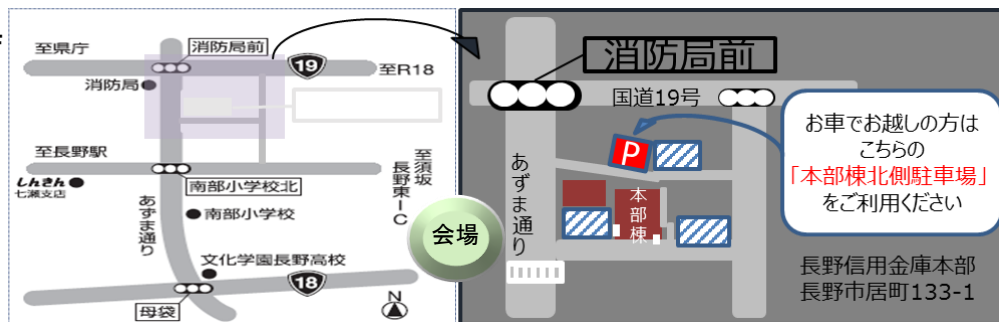 至県庁
消防局前
19
至R18
消防局
至長野駅
しんきん
七瀬支店
南部小学校北
南部小学校
あずま通り
至須坂
長野東IC
文化学園長野高校
18
母袋
N
会場
消防局前
国道19号
P
あずま通り
本部棟
お車でお越しの方は
こちらの
「本部棟北側駐車場」
をご利用ください
長野信用金庫本部
長野市居町133-1